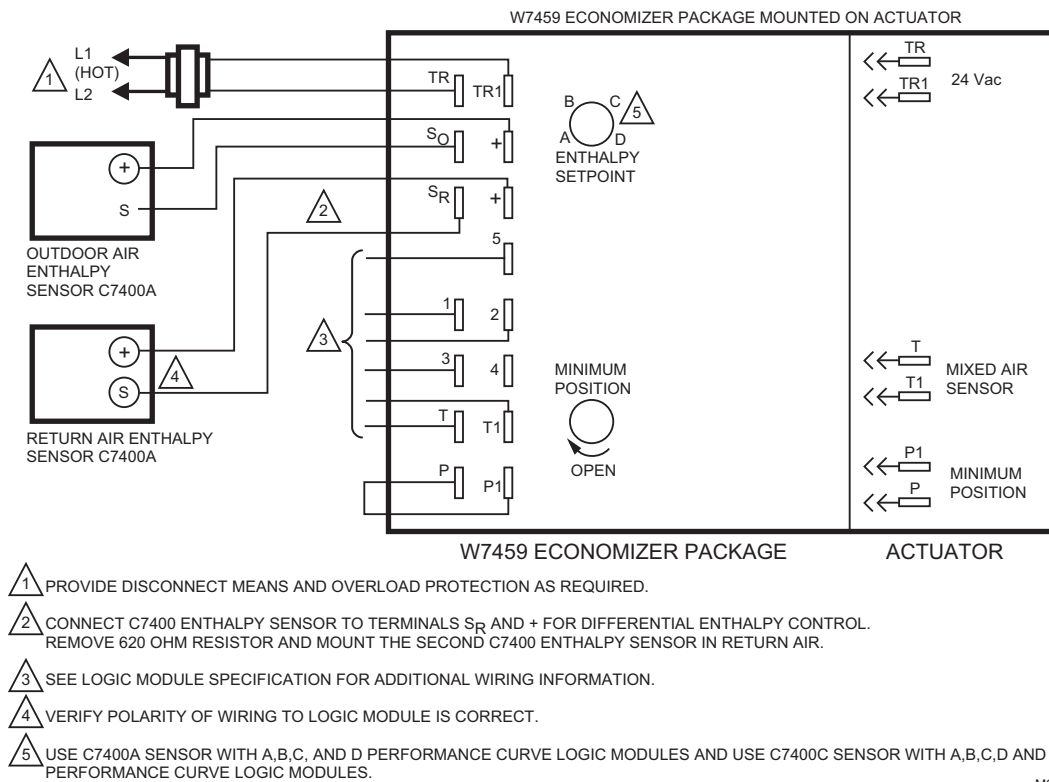 W7459 ECONOMIZER PACKAGE MOUNTED ON ACTUATOR
1
L1
(HOT)
L2
TR
TR1
B
C
5
A
D
ENTHALPY
SETPOINT
TR
TR1
24 Vac
+
S
SO
+
2
SR
+
OUTDOOR AIR
ENTHALPY
SENSOR C7400A
5
3
1
2
+
S
4
3
4
MINIMUM
POSITION
T
T1
MIXED AIR
SENSOR
RETURN AIR ENTHALPY
SENSOR C7400A
T
T1
OPEN
P
P1
P1
P
MINIMUM
POSITION
W7459 ECONOMIZER PACKAGE
ACTUATOR
1 PROVIDE DISCONNECT MEANS AND OVERLOAD PROTECTION AS REQUIRED.
2 CONNECT C7400 ENTHALPY SENSOR TO TERMINALS SR AND + FOR DIFFERENTIAL ENTHALPY CONTROL.
REMOVE 620 OHM RESISTOR AND MOUNT THE SECOND C7400 ENTHALPY SENSOR IN RETURN AIR.
3 SEE LOGIC MODULE SPECIFICATION FOR ADDITIONAL WIRING INFORMATION.
4 VERIFY POLARITY OF WIRING TO LOGIC MODULE IS CORRECT.
5 USE C7400A SENSOR WITH A,B,C, AND D PERFORMANCE CURVE LOGIC MODULES AND USE C7400C SENSOR WITH A,B,C,D AND
PERFORMANCE CURVE LOGIC MODULES.